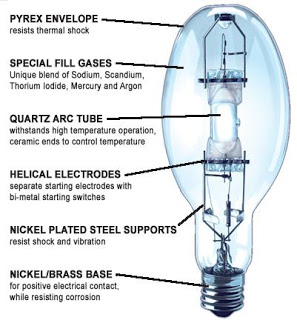 PYREX ENVELOPE
resists thermal shock
SPECIAL FILL GASES
Unique blend of Sodium, Scandium,
Thorium Iodide, Mercury and Argon
QUARTZ ARC TUBE
withstands high temperature operation,
ceramic ends to control temperature
HELICAL ELECTRODES
separate starting electrodes with
bi-metal starting switches
NICKEL PLATED STEEL SUPPORTS
resist shock and vibration
NICKEL/BRASS BASE
for positive electrical contact,
while resisting corrosion